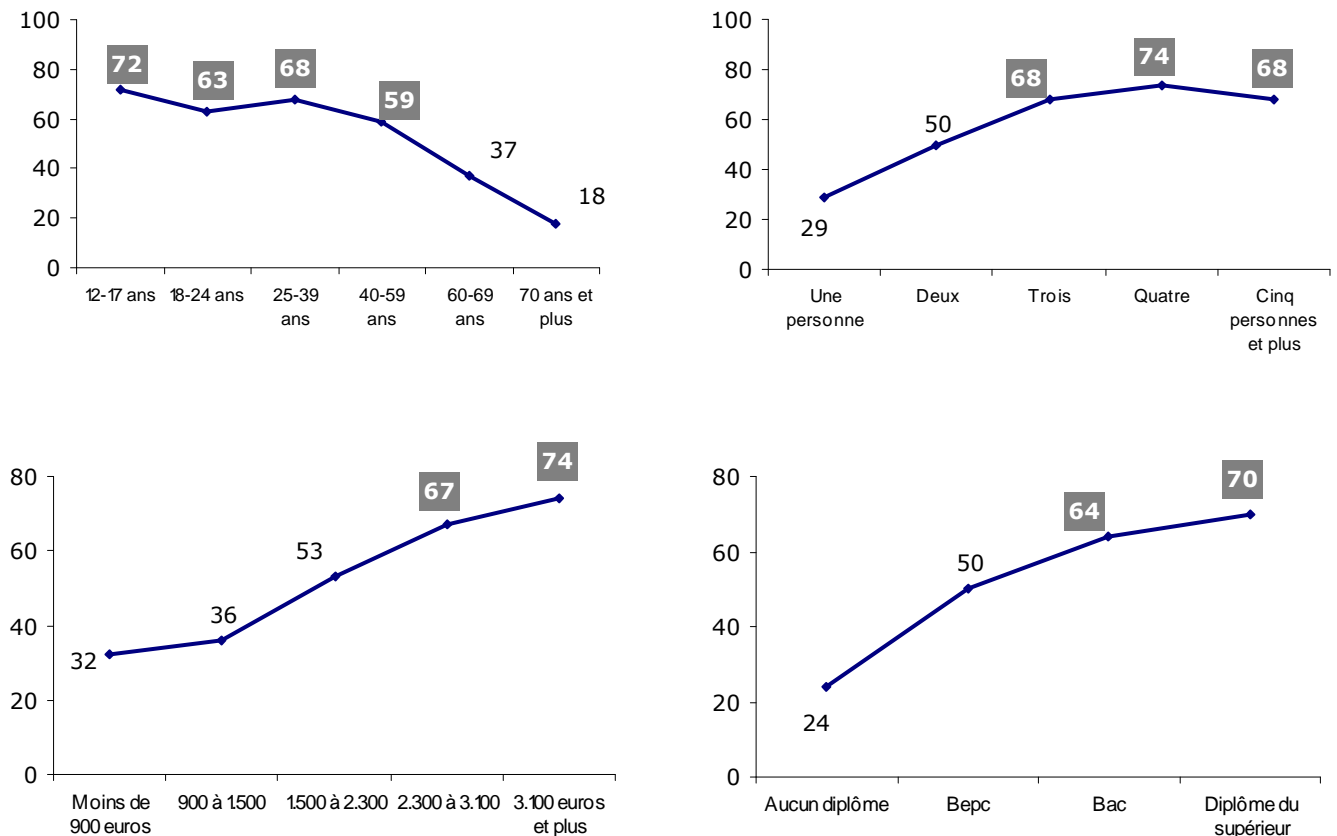 100
80
60
40
20
0
72
63
68
59
37
18
12-17 ans
18-24 ans
25-39
ans
40-59
ans
60-69
ans
70 ans et
plus
100
80
60
40
20
0
29
50
68
74
68
Une
personne
Deux
Trois
Quatre
Cinq
personnes
et plus
80
60
40
20
0
32
36
53
67
74
Moins de
900 euros
900 à 1.500
1.500 à 2.300
2.300 à 3.100
3.100 euros
et plus
80
60
40
20
0
24
50
64
70
Aucun diplôme
Bepc
Bac
Diplôme du
supérieur